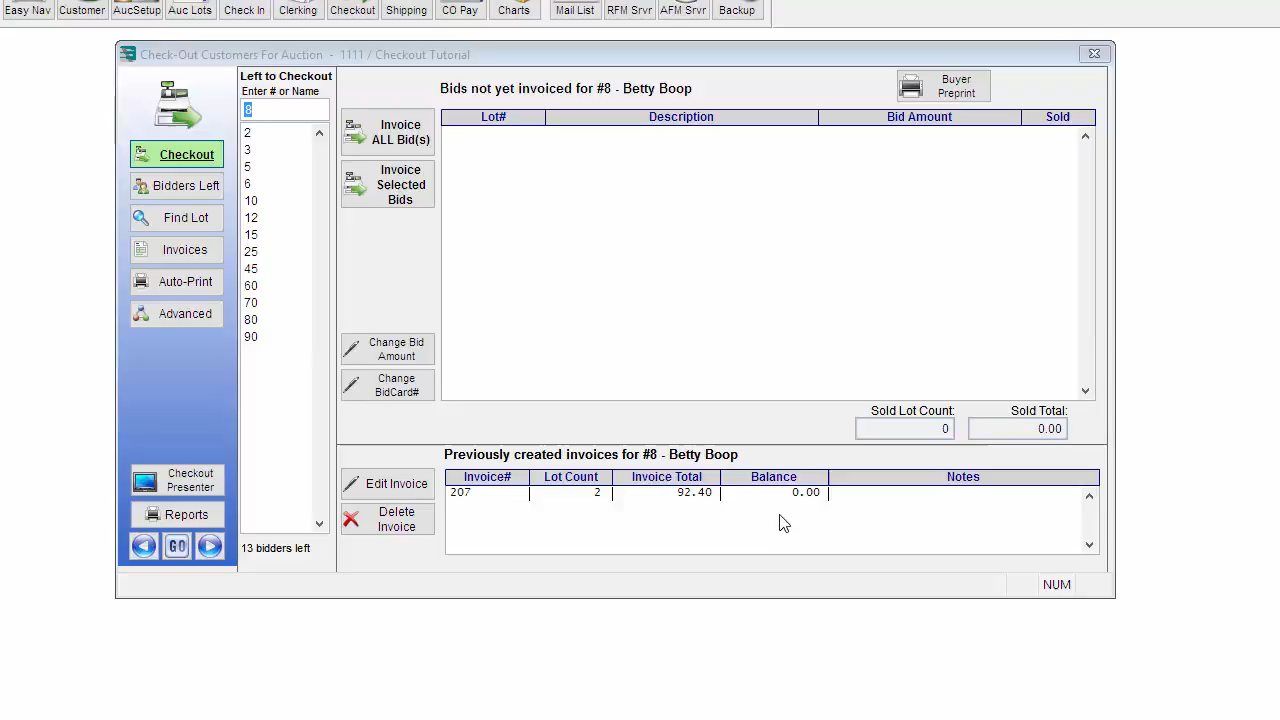 Easy Nav Customer AucSetup Auc Lots Check In Clerking Checkout Shipping CO Pay Charts Mail List RFM Srvr AFM Srvr Backup
Check-Out Customers For Auction - 1111 / Checkout Tutorial
Checkout
Bidders Left
Find Lot
Invoices
Auto-Print
Advanced
Checkout
Presenter
Reports
GO
Left to Checkout
Enter # or Name
8
2
3
5
6
10
12
15
25
45
60
70
80
90
13 bidders left
Invoice
ALL Bid(s)
Invoice
Selected
Bids
Change Bid
Amount
Change
BidCard#
Bids not yet invoiced for #8 - Betty Boop
Buyer
Preprint
Lot# Description Bid Amount Sold
Sold Lot Count: Sold Total:
0 0.00
Previously created invoices for #8 - Betty Boop
Edit Invoice
Delete
Invoice
Invoice# Lot Count Invoice Total Balance Notes
207 2 92.40 0.00
NUM